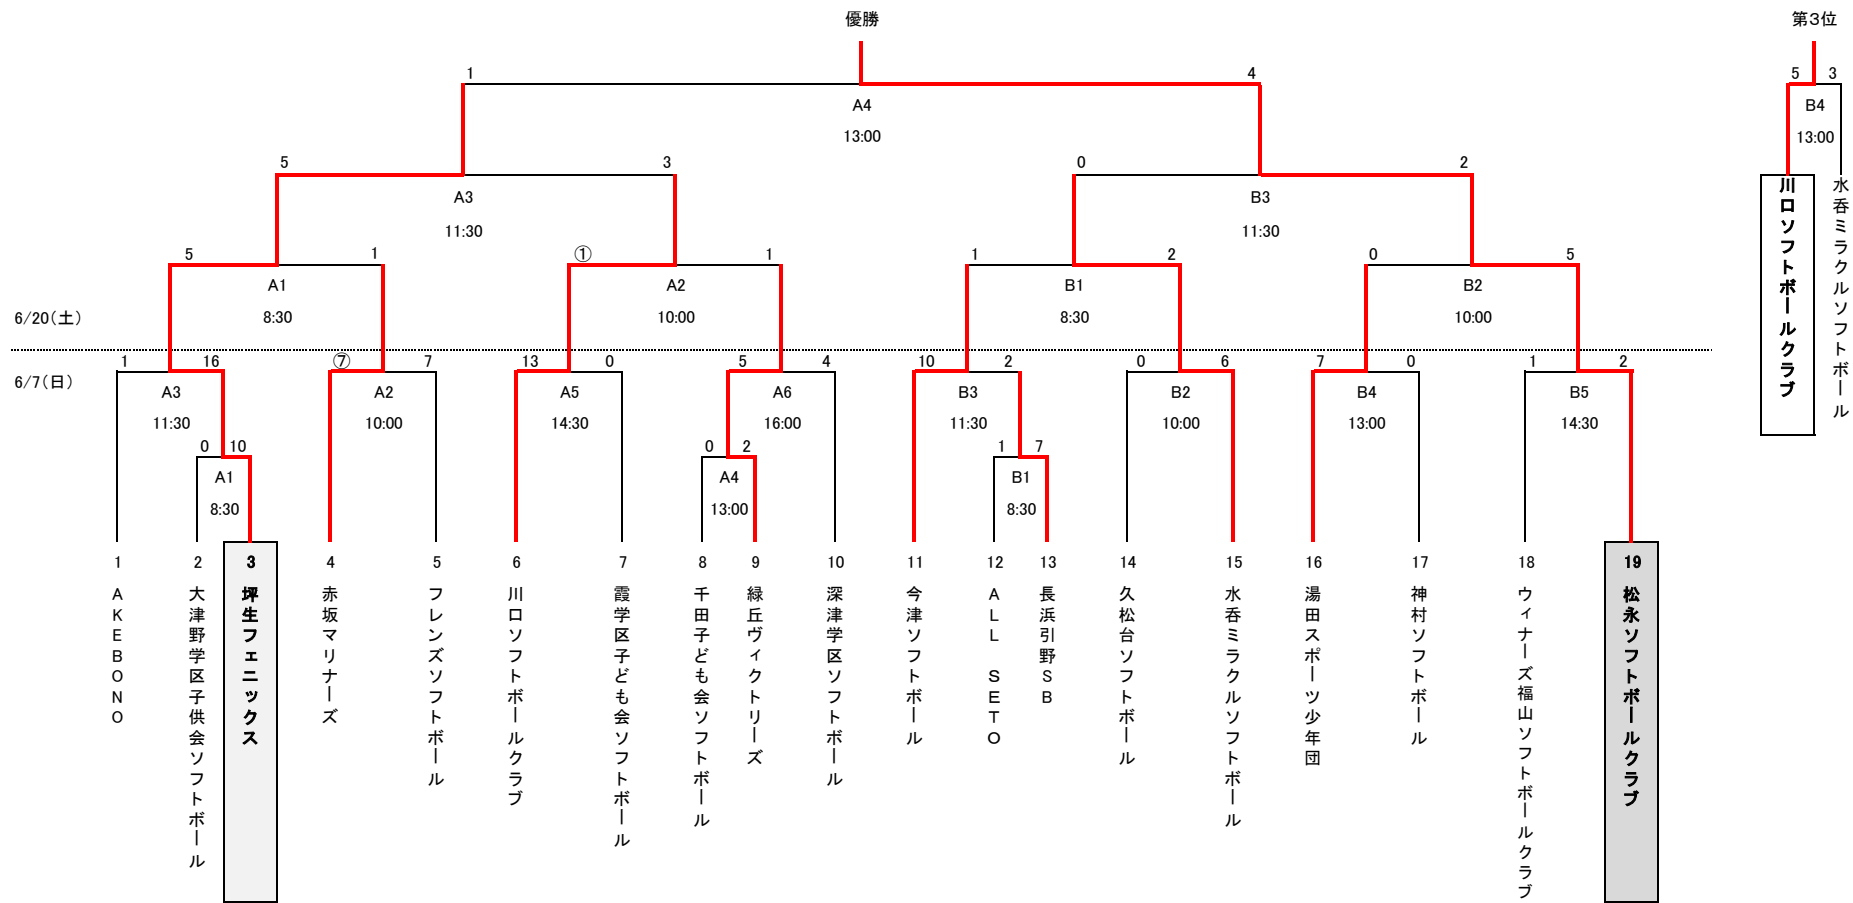 優勝 第3位
1 4 5 3
A4 B4
13:00 13:00
5 3 0 2
A3 B3
11:30 11:30
川口ソフトボールクラブ
水呑ミラクルソフトボール
5 1 ① 1 1 2 0 5
A1 A2 B1 B2
8:30 10:00 8:30 10:00
6/20(土)
1 16 ⑦ 7 13 0 5 4 10 2 0 6 7 0 1 2
6/7(日)
A3 A2 A5 A6 B3 B2 B4 B5
11:30 10:00 14:30 16:00 11:30 10:00 13:00 14:30
0 10 0 2 1 7
A1 A4 B1
8:30 13:00 8:30
1 2 3 4 5 6 7 8 9 10 11 12 13 14 15 16 17 18 19
AKEBONO
大津野学区子供会ソフトボール
坪生フェニックス
赤坂マリナーズ
フレンズソフトボール
川口ソフトボールクラブ
霞学区子ども会ソフトボール
千田子ども会ソフトボール
緑丘ヴィクトリーズ
深津学区ソフトボール
今津ソフトボール
ALL SETO
長浜引野SB
久松台ソフトボール
水呑ミラクルソフトボール
湯田スポーツ少年団
神村ソフトボール
ウィナーズ福山ソフトボールクラブ
松永ソフトボールクラブ